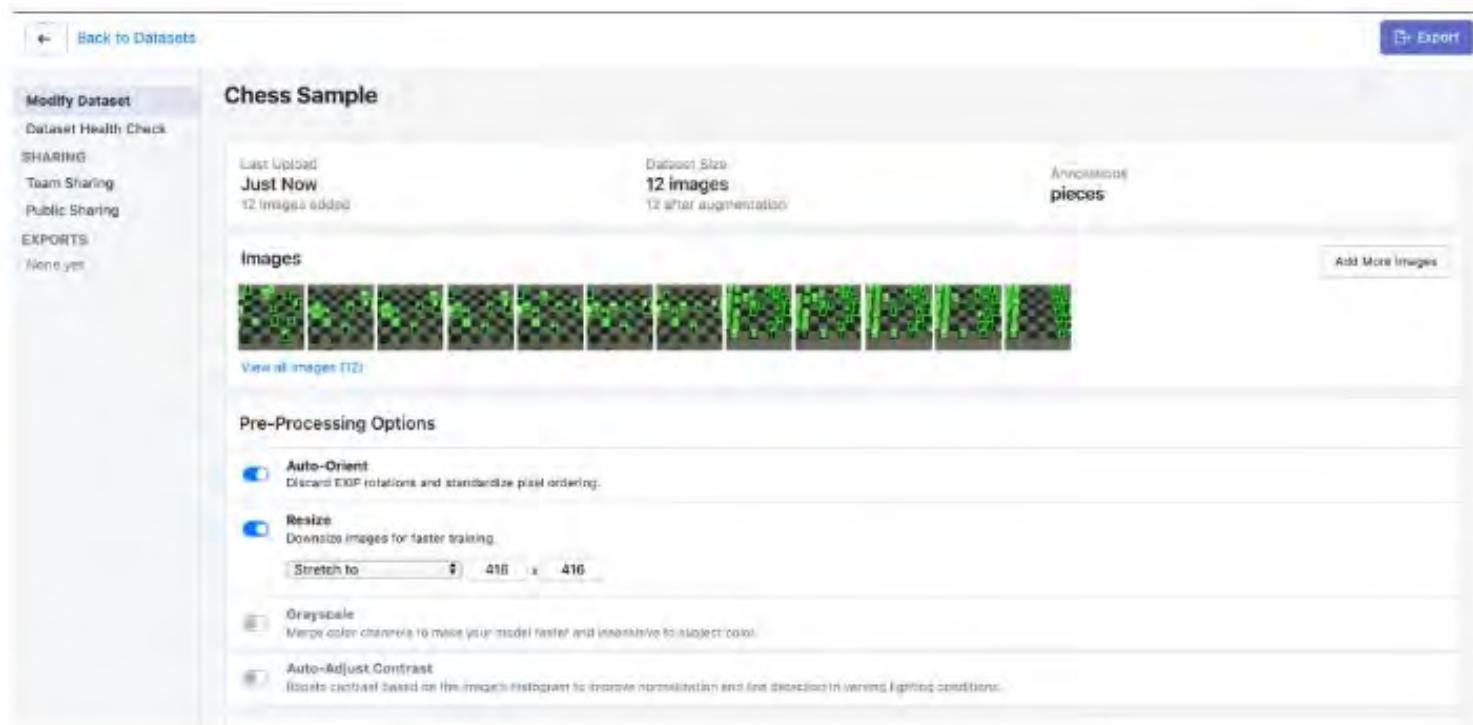 ← Back to Datasets
Export
Modify Dataset
Dataset Health Check
SHARING
Team Sharing
Public Sharing
EXPORTS
None yet
Chess Sample
Last Upload
Just Now
12 images added
Dataset Size
12 images
12 after augmentation
Annotations
pieces
Images
Add More Images
View all images (12)
Pre-Processing Options
Auto-Orient
Discard EXIF rotations and standardize pixel ordering.
Resize
Downsize images for faster training.
Stretch to 416 x 416
Grayscale
Merge color channels to make your model faster and insensitive to subject color.
Auto-Adjust Contrast
Boosts contrast based on the image's histogram to improve normalization and line detection in varying lighting conditions.